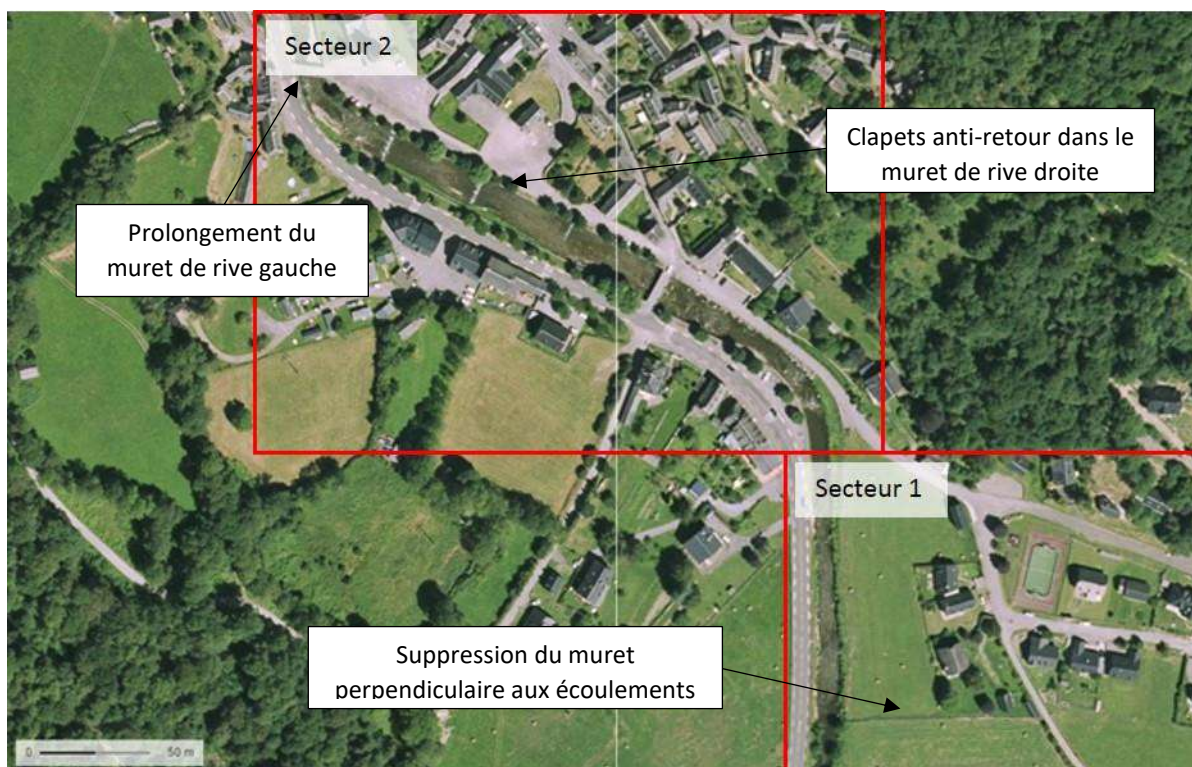 Secteur 2
Clapets anti-retour dans le
muret de rive droite
Prolongement du
muret de rive gauche
Secteur 1
Suppression du muret
perpendiculaire aux écoulements
0 50 m